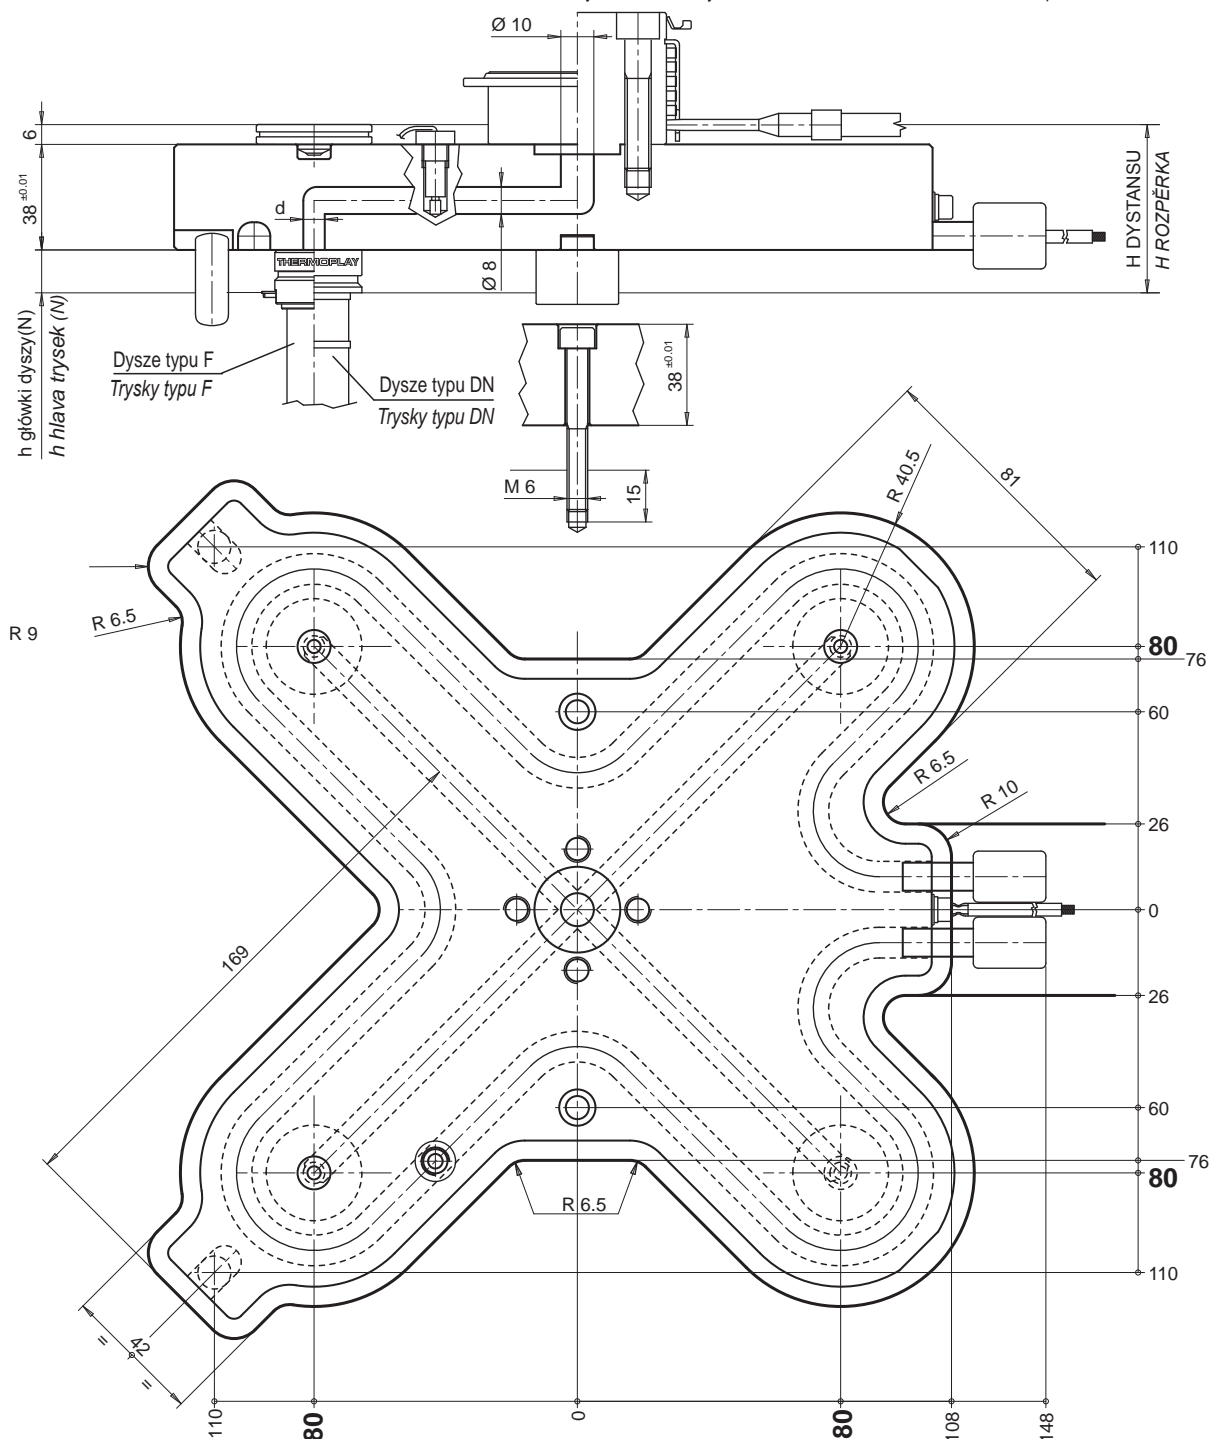 Ø 10
6
38 ±0.01
d
THERMOPLAY
Ø 8
H DYSTANSU
H ROZPĚRKA
h główki dyszy(N)
h hlava trysek (N)
Dysze typu F
Trysky typu F
Dysze typu DN
Trysky typu DN
38 ±0.01
M 6
15
R 40.5
81
R 6.5
R 9
110
80
76
60
R 6.5
R 10
26
0
169
26
60
76
80
R 6.5
110
42
=
=
110
80
0
80
108
148